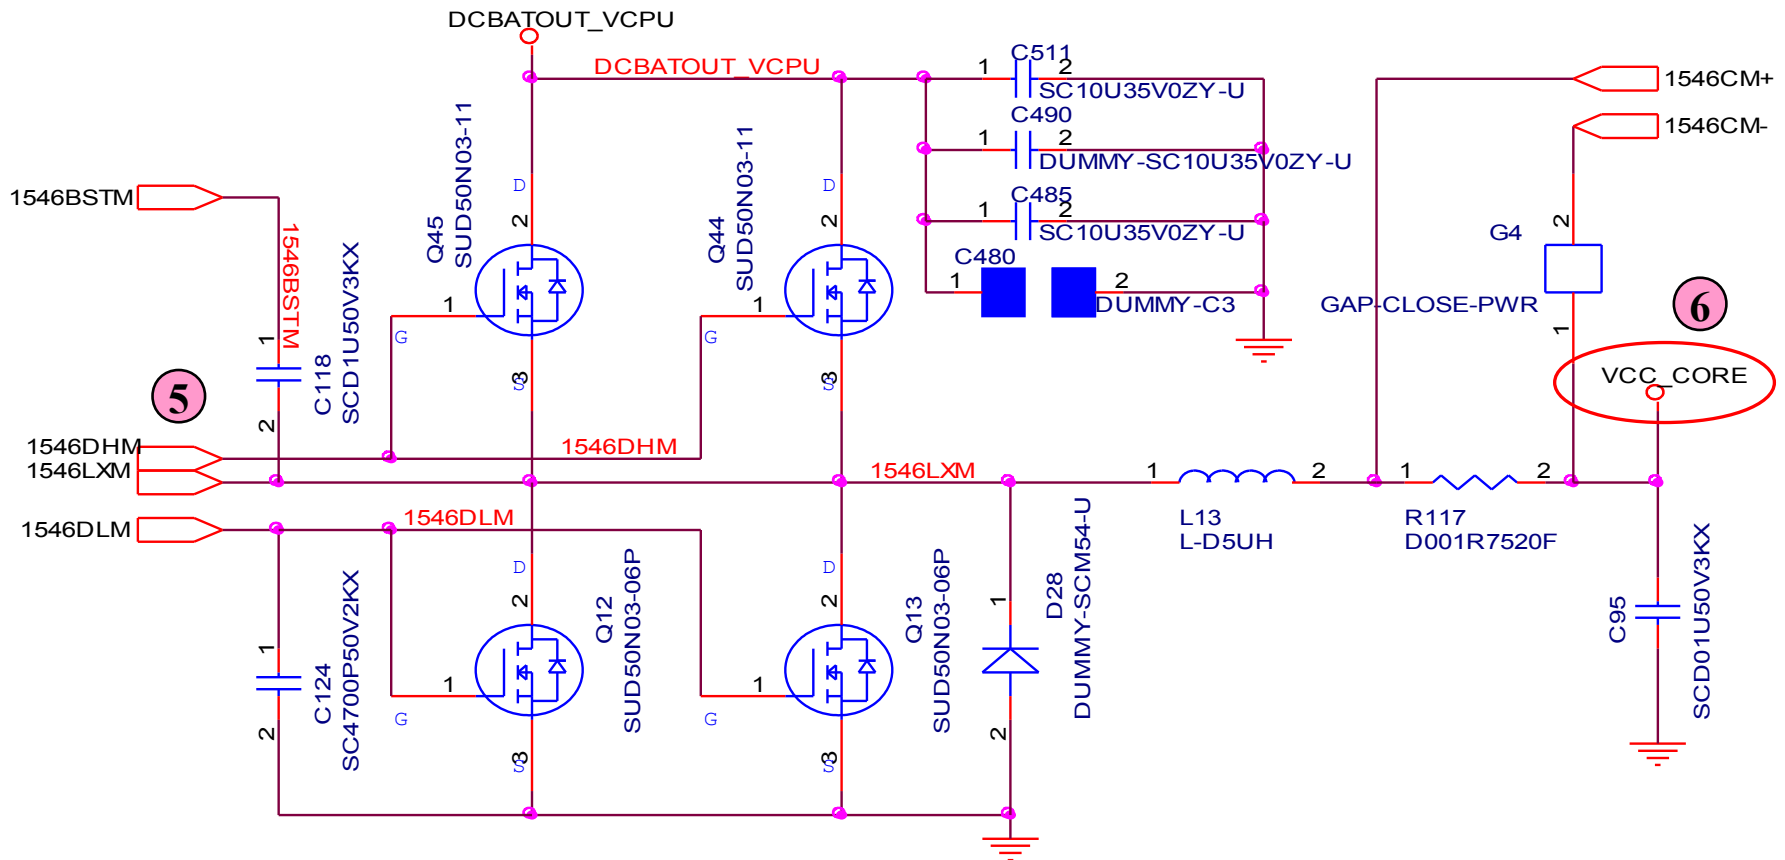 DCBATOUT_VCPU
DCBATOUT_VCPU
C511
1 2
SC10U35V0ZY-U
1546CM+
1546CM-
C490
1 2
DUMMY-SC10U35V0ZY-U
C485
1 2
SC10U35V0ZY-U
C480
1 2
DUMMY-C3
1546BSTM
1546BSTM
1
C118
SCD1U50V3KX
2
Q45
SUD50N03-11
D
2
1
G
3
S
Q44
SUD50N03-11
D
2
1
G
3
S
G4
2
GAP-CLOSE-PWR
1
6
VCC_CORE
5
1546DHM
1546LXM
1546DHM
1546LXM
1546DLM
1546DLM
1 2
L13
L-D5UH
1 2
R117
D001R7520F
1
C124
SC4700P50V2KX
2
D
2
Q12
SUD50N03-06P
1
G
3
S
D
2
Q13
SUD50N03-06P
1
G
3
S
1
D28
DUMMY-SCM54-U
2
C95
SCD01U50V3KX